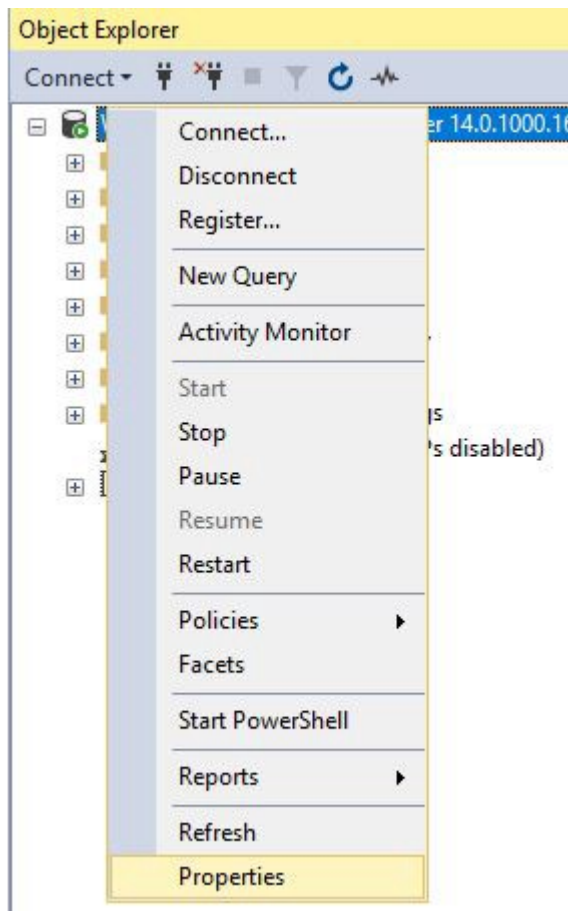 Object Explorer
Connect
er 14.0.1000.16
Connect...
Disconnect
Register...
New Query
Activity Monitor
Start
Stop
Pause
Resume
Restart
Policies
Facets
Start PowerShell
Reports
Refresh
Properties
gs
's disabled)